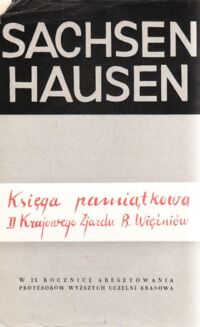 SACHSEN
HAUSEN
Księga pamiątkowa
II Krajowego Zjazdu B. Więźniów
W 25 ROCZNICĘ ARESZTOWANIA
PROFESORÓW WYŻSZYCH UCZELNI KRAKOWA